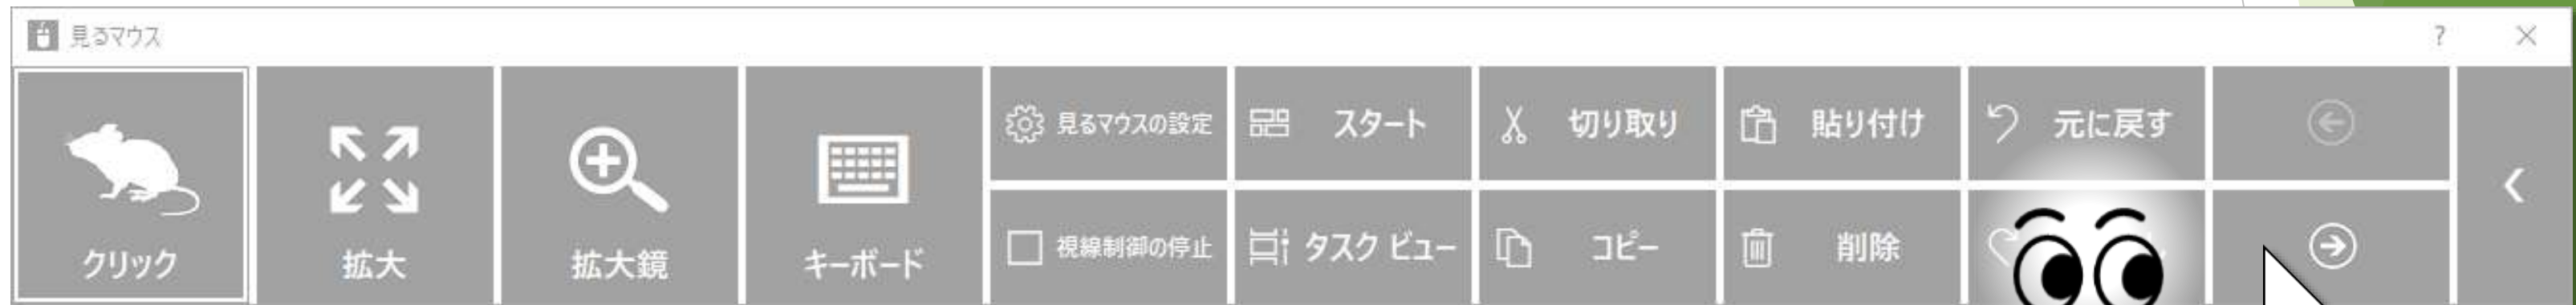 見るマウス
?
クリック
拡大
拡大鏡
キーボード
見るマウスの設定
スタート
切り取り
貼り付け
元に戻す
視線制御の停止
タスク ビュー
コピー
削除